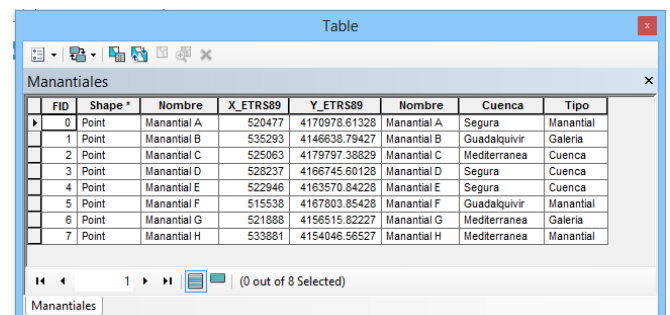 Table
x
Manantiales
x
FID Shape * Nombre X_ETRS89 Y_ETRS89 Nombre Cuenca Tipo
0 Point Manantial A 520477 4170978.61328 Manantial A Segura Manantial
1 Point Manantial B 535293 4146638.79427 Manantial B Guadalquivir Galeria
2 Point Manantial C 525063 4179797.38829 Manantial C Mediterranea Cuenca
3 Point Manantial D 528237 4166745.60128 Manantial D Segura Cuenca
4 Point Manantial E 522946 4163570.84228 Manantial E Segura Cuenca
5 Point Manantial F 515538 4167803.85428 Manantial F Guadalquivir Manantial
6 Point Manantial G 521888 4156515.82227 Manantial G Mediterranea Galeria
7 Point Manantial H 533881 4154046.56527 Manantial H Mediterranea Manantial
1 (0 out of 8 Selected)
Manantiales